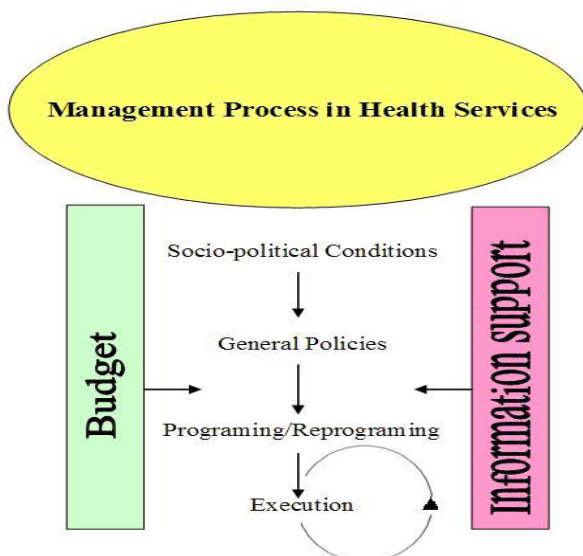 Management Process in Health Services
Socio-political Conditions
General Policies
Programing/Reprograming
Execution
Budget
Information support